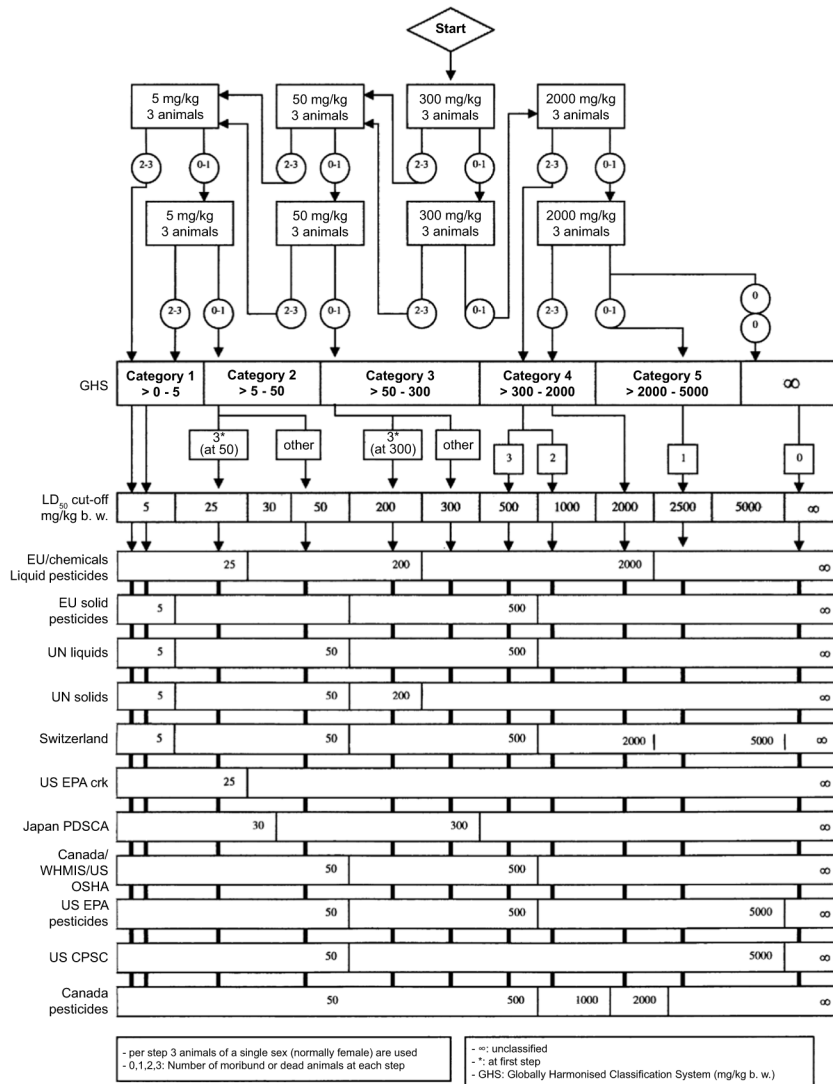 Start
5 mg/kg
3 animals
50 mg/kg
3 animals
300 mg/kg
3 animals
2000 mg/kg
3 animals
2-3
0-1
2-3
0-1
2-3
0-1
2-3
0-1
5 mg/kg
3 animals
50 mg/kg
3 animals
300 mg/kg
3 animals
2000 mg/kg
3 animals
2-3
0-1
2-3
0-1
2-3
0-1
2-3
0-1
0
0
GHS
Category 1
> 0 - 5
Category 2
> 5 - 50
Category 3
> 50 - 300
Category 4
> 300 - 2000
Category 5
> 2000 - 5000
∞
3*
(at 50)
other
3*
(at 300)
other
3
2
1
0
LD50 cut-off
mg/kg b. w.
5
25
30
50
200
300
500
1000
2000
2500
5000
∞
EU/chemicals
Liquid pesticides
25
200
2000
∞
EU solid
pesticides
5
500
∞
UN liquids
5
50
500
∞
UN solids
5
50
200
∞
Switzerland
5
50
500
2000
5000
∞
US EPA crk
25
∞
Japan PDSCA
30
300
∞
Canada/
WHMIS/US
OSHA
50
500
∞
US EPA
pesticides
50
500
5000
∞
US CPSC
50
5000
∞
Canada
pesticides
50
500
1000
2000
∞
- per step 3 animals of a single sex (normally female) are used
- 0,1,2,3: Number of moribund or dead animals at each step
- ∞: unclassified
- *: at first step
- GHS: Globally Harmonised Classification System (mg/kg b. w.)